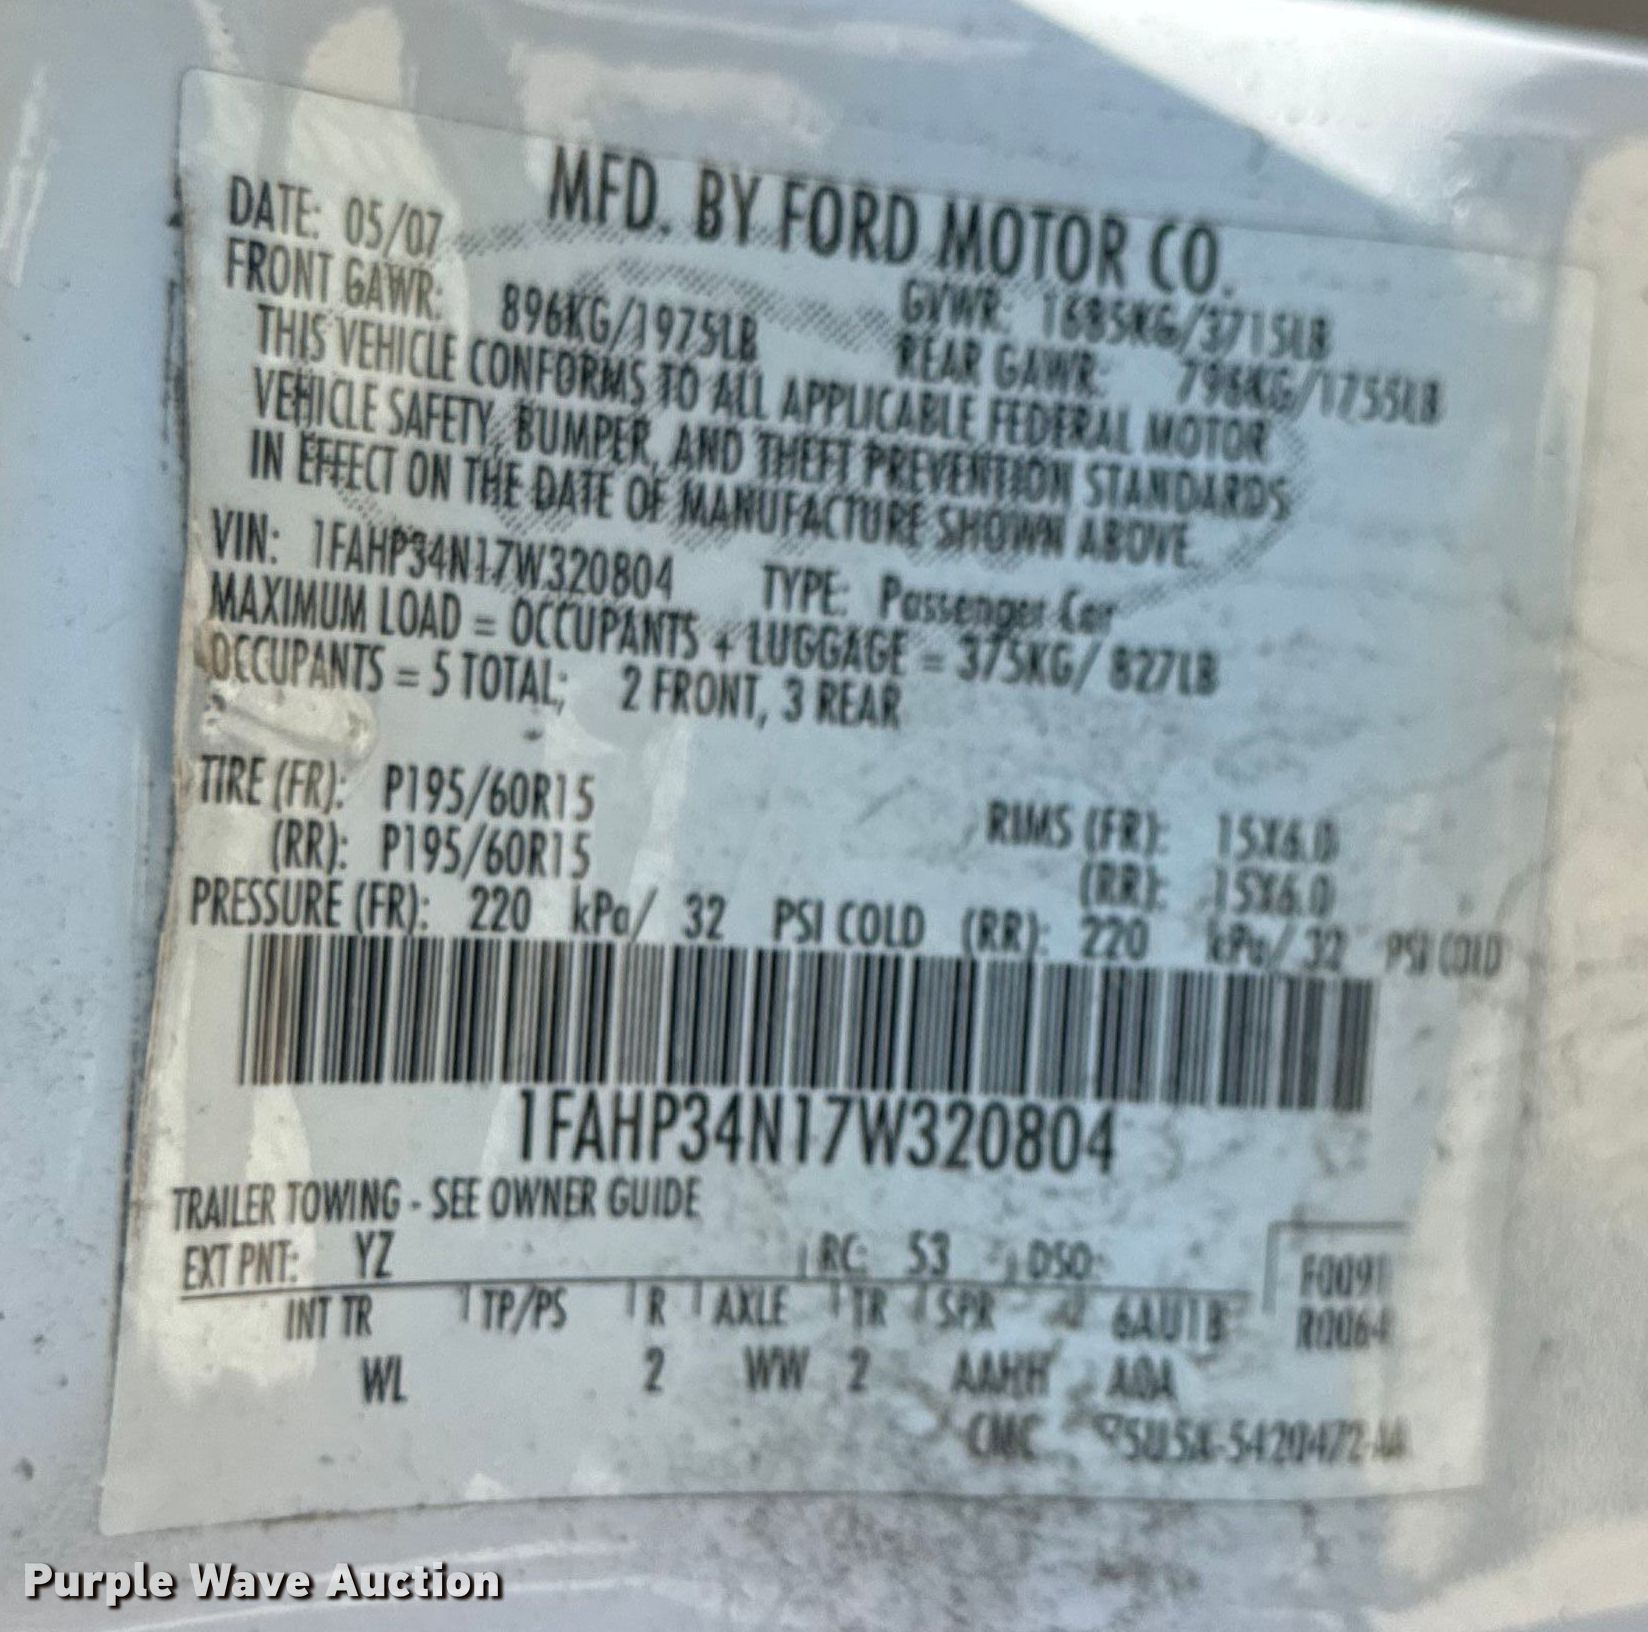 MFD. BY FORD MOTOR CO.
DATE: 05/07 GVWR: 1685KG/3715LB
FRONT GAWR: 896KG/1975LB REAR GAWR: 796KG/1755LB
THIS VEHICLE CONFORMS TO ALL APPLICABLE FEDERAL MOTOR
VEHICLE SAFETY, BUMPER, AND THEFT PREVENTION STANDARDS
IN EFFECT ON THE DATE OF MANUFACTURE SHOWN ABOVE.
VIN: 1FAHP34N17W320804 TYPE: Passenger Car
MAXIMUM LOAD = OCCUPANTS + LUGGAGE = 375KG/ 827LB
OCCUPANTS = 5 TOTAL; 2 FRONT, 3 REAR
TIRE (FR): P195/60R15 RIMS (FR): 15X6.0
(RR): P195/60R15 (RR): 15X6.0
PRESSURE (FR): 220 kPa/ 32 PSI COLD (RR): 220 kPa/ 32 PSI COLD
1FAHP34N17W320804
TRAILER TOWING - SEE OWNER GUIDE
EXT PNT: YZ RC: 53 DSO: F0091
INT TR TP/PS R AXLE TR SPR R0064
WL 2 WW 2 AAHH
CMC
Purple Wave Auction